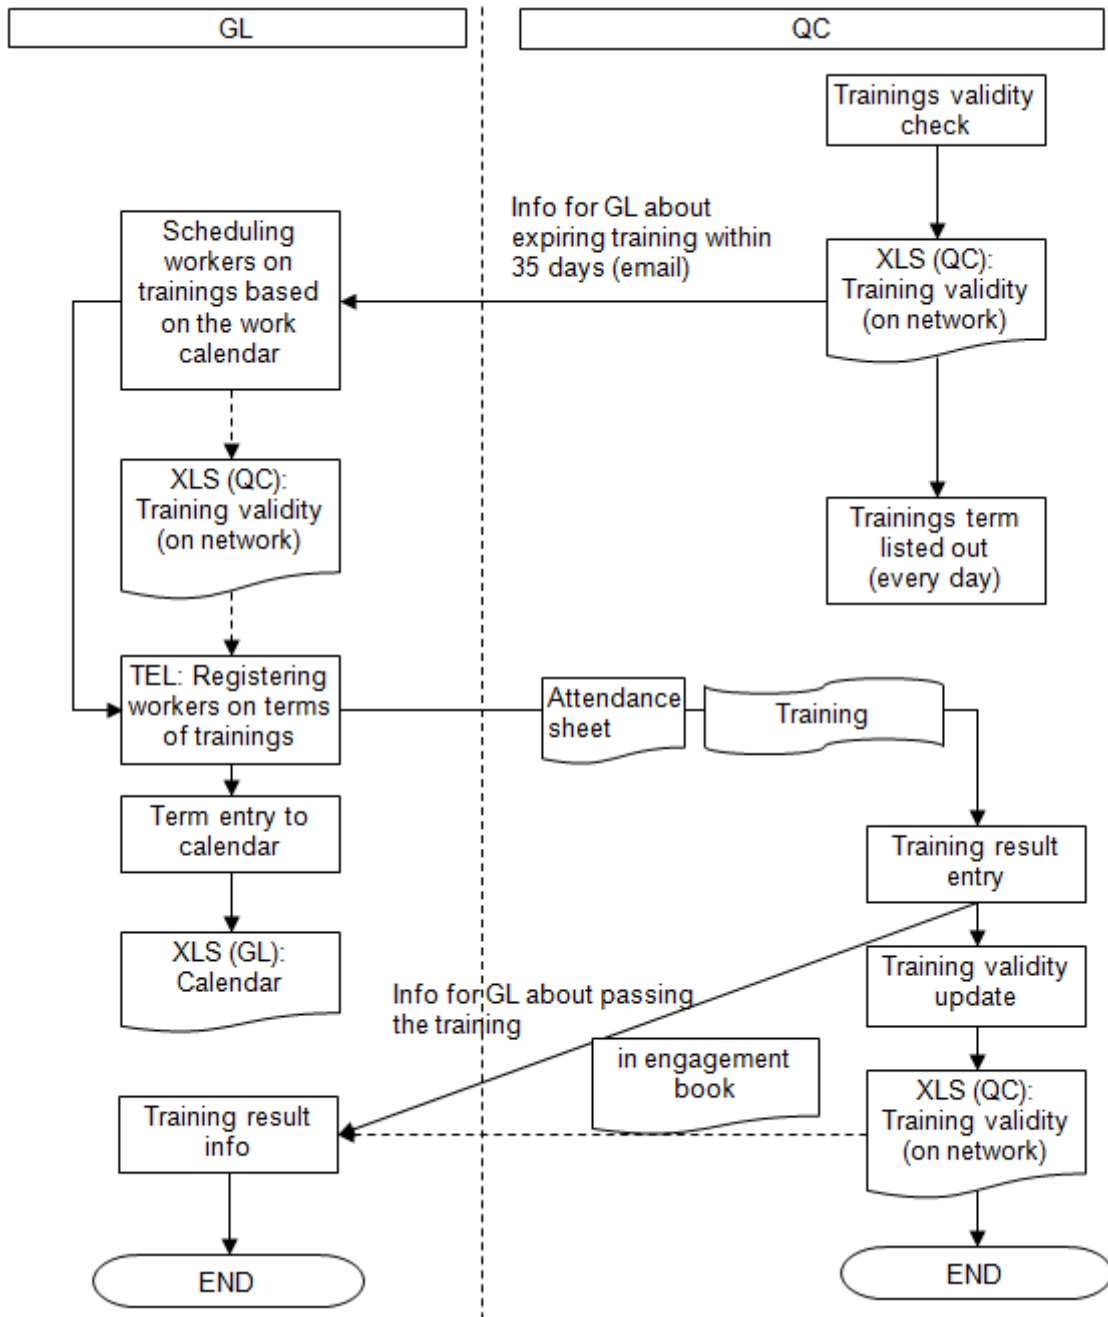 GL
QC
Trainings validity
check
Info for GL about
expiring training within
35 days (email)
Scheduling
workers on
trainings based
on the work
calendar
XLS (QC):
Training validity
(on network)
XLS (QC):
Training validity
(on network)
Trainings term
listed out
(every day)
TEL: Registering
workers on terms
of trainings
Attendance
sheet
Training
Term entry to
calendar
Training result
entry
XLS (GL):
Calendar
Training validity
update
Info for GL about passing
the training
in engagement
book
XLS (QC):
Training validity
(on network)
Training result
info
END
END